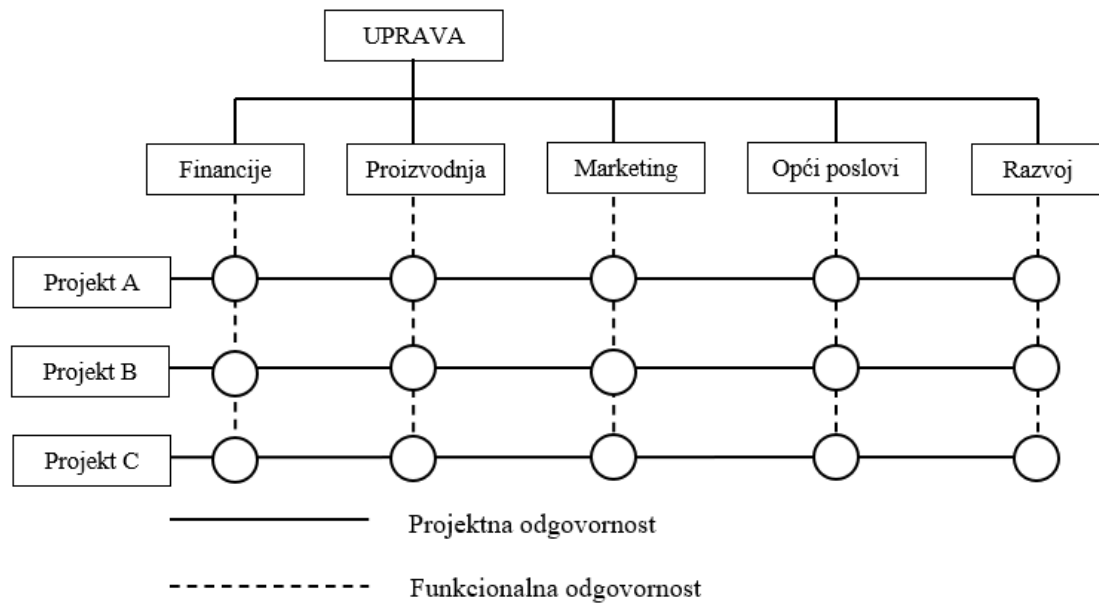 UPRAVA
Financije
Proizvodnja
Marketing
Opći poslovi
Razvoj
Projekt A
Projekt B
Projekt C
Projektna odgovornost
Funkcionalna odgovornost